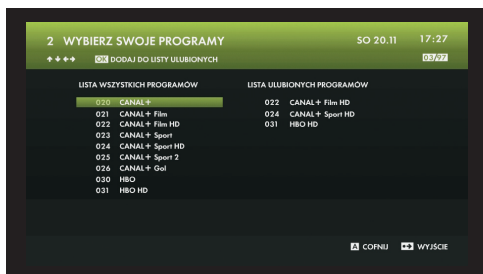 2 WYBIERZ SWOJE PROGRAMY SO 20.11 17:27
OK DODAJ DO LISTY ULUBIONYCH 03/97
LISTA WSZYSTKICH PROGRAMÓW
020 CANAL+
021 CANAL+ Film
022 CANAL+ Film HD
023 CANAL+ Sport
024 CANAL+ Sport HD
025 CANAL+ Sport 2
026 CANAL+ Gol
030 HBO
031 HBO HD
LISTA ULUBIONYCH PROGRAMÓW
022 CANAL+ Film HD
024 CANAL+ Sport HD
031 HBO HD
A COFNIJ WYJŚCIE